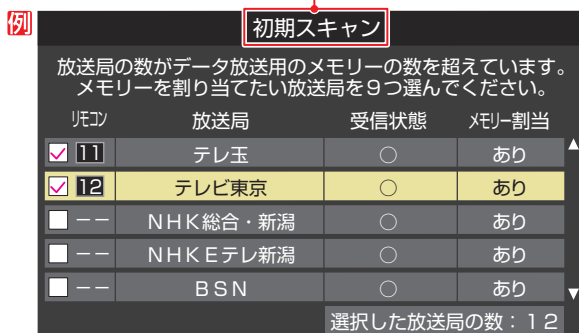 例
初期スキャン
放送局の数がデータ放送用のメモリーの数を超えています。
メモリーを割り当てたい放送局を9つ選んでください。
リモコン 放送局 受信状態 メモリー割当
11 テレ玉 ○ あり
12 テレビ東京 ○ あり
-- NHK総合・新潟 ○ あり
-- NHKEテレ新潟 ○ あり
-- BSN ○ あり
選択した放送局の数:12